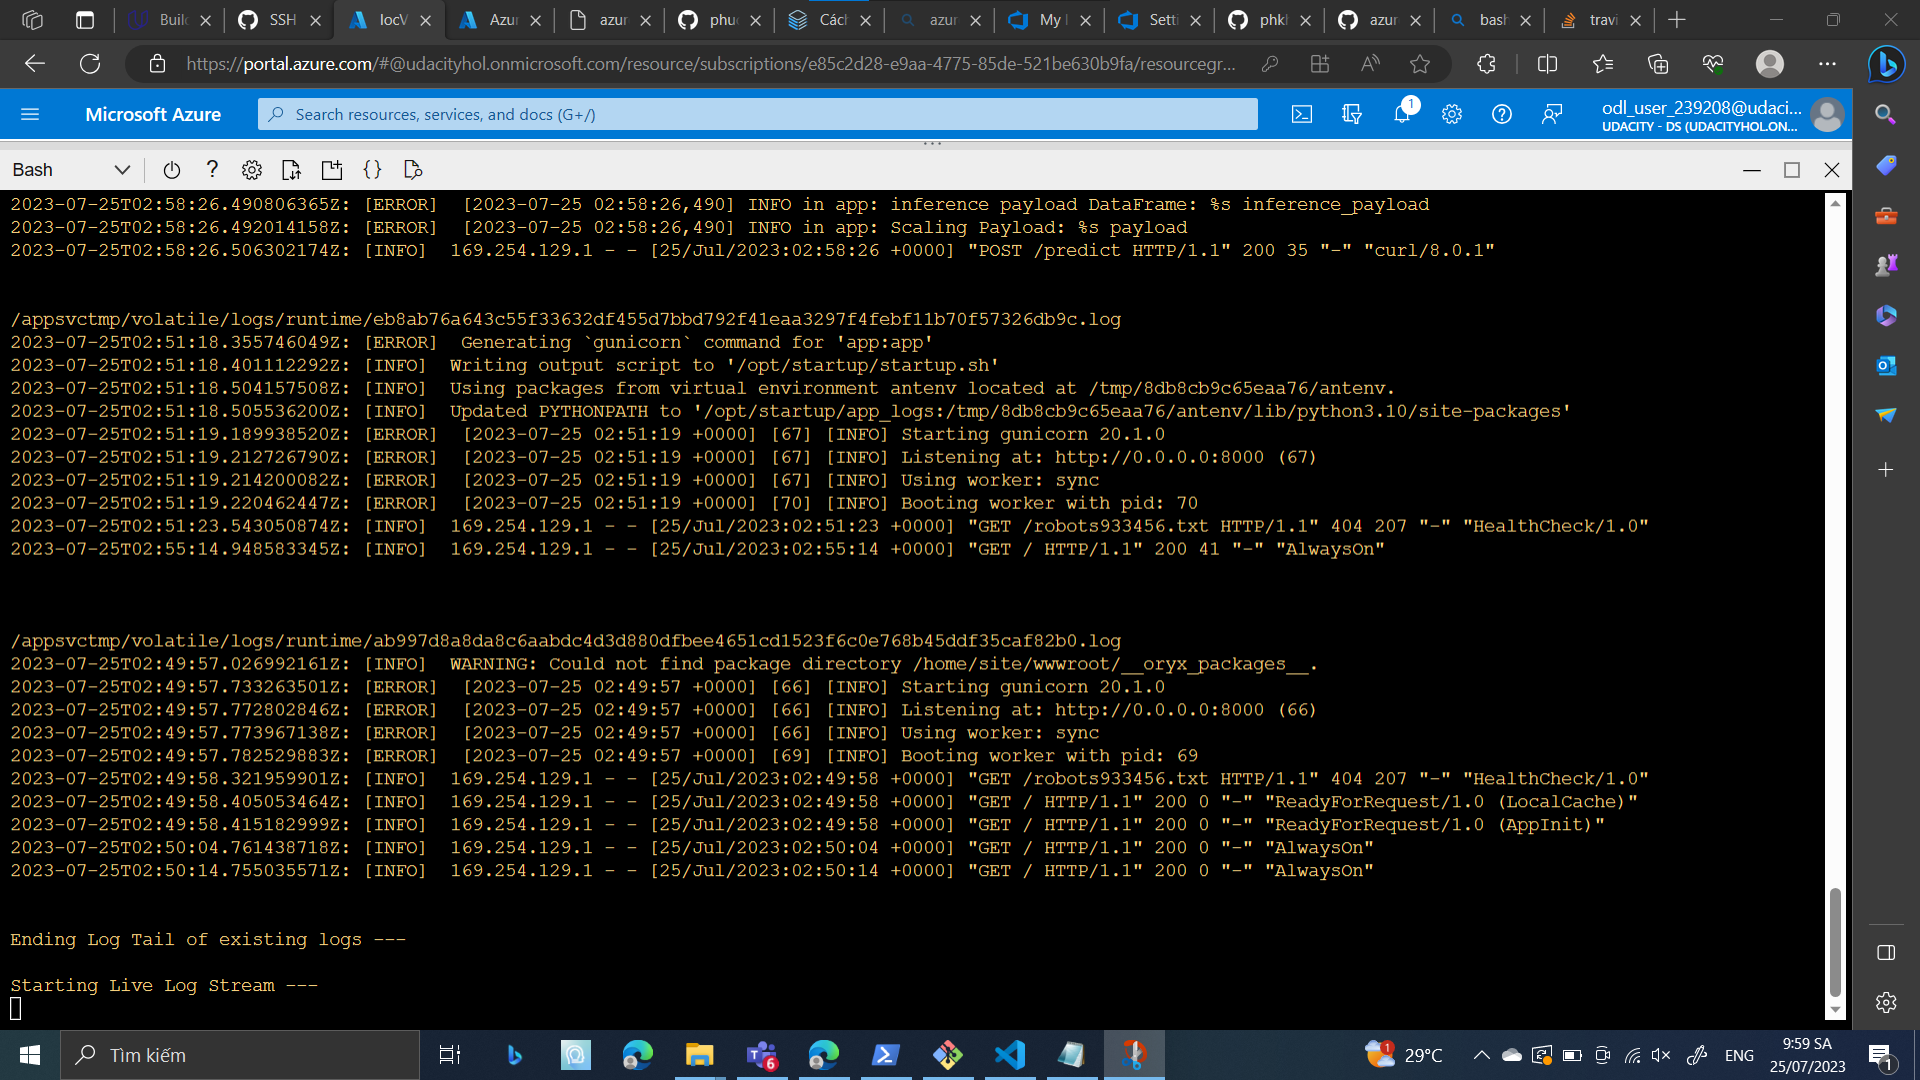 Build
SSH
locV
Azur
azur
phu
Các
azur
My
Setti
phk
azur
bash
travi
https://portal.azure.com/#@udacityhol.onmicrosoft.com/resource/subscriptions/e85c2d28-e9aa-4775-85de-521be630b9fa/resourcegr...
Microsoft Azure
Search resources, services, and docs (G+/)
1
odl_user_239208@udaci...
UDACITY - DS (UDACITYHOL.ON...
Bash
2023-07-25T02:58:26.490806365Z: [ERROR]  [2023-07-25 02:58:26,490] INFO in app: inference payload DataFrame: %s inference_payload
2023-07-25T02:58:26.492014158Z: [ERROR]  [2023-07-25 02:58:26,490] INFO in app: Scaling Payload: %s payload
2023-07-25T02:58:26.506302174Z: [INFO]  169.254.129.1 - - [25/Jul/2023:02:58:26 +0000] "POST /predict HTTP/1.1" 200 35 "-" "curl/8.0.1"
/appsvctmp/volatile/logs/runtime/eb8ab76a643c55f33632df455d7bbd792f41eaa3297f4febf11b70f57326db9c.log
2023-07-25T02:51:18.355746049Z: [ERROR]  Generating `gunicorn` command for 'app:app'
2023-07-25T02:51:18.401112292Z: [INFO]  Writing output script to '/opt/startup/startup.sh'
2023-07-25T02:51:18.504157508Z: [INFO]  Using packages from virtual environment antenv located at /tmp/8db8cb9c65eaa76/antenv.
2023-07-25T02:51:18.505536200Z: [INFO]  Updated PYTHONPATH to '/opt/startup/app_logs:/tmp/8db8cb9c65eaa76/antenv/lib/python3.10/site-packages'
2023-07-25T02:51:19.189938520Z: [ERROR]  [2023-07-25 02:51:19 +0000] [67] [INFO] Starting gunicorn 20.1.0
2023-07-25T02:51:19.212726790Z: [ERROR]  [2023-07-25 02:51:19 +0000] [67] [INFO] Listening at: http://0.0.0.0:8000 (67)
2023-07-25T02:51:19.214200082Z: [ERROR]  [2023-07-25 02:51:19 +0000] [67] [INFO] Using worker: sync
2023-07-25T02:51:19.220462447Z: [ERROR]  [2023-07-25 02:51:19 +0000] [70] [INFO] Booting worker with pid: 70
2023-07-25T02:51:23.543050874Z: [INFO]  169.254.129.1 - - [25/Jul/2023:02:51:23 +0000] "GET /robots933456.txt HTTP/1.1" 404 207 "-" "HealthCheck/1.0"
2023-07-25T02:55:14.948583345Z: [INFO]  169.254.129.1 - - [25/Jul/2023:02:55:14 +0000] "GET / HTTP/1.1" 200 41 "-" "AlwaysOn"
/appsvctmp/volatile/logs/runtime/ab997d8a8da8c6aabdc4d3d880dfbee4651cd1523f6c0e768b45ddf35caf82b0.log
2023-07-25T02:49:57.026992161Z: [INFO]  WARNING: Could not find package directory /home/site/wwwroot/__oryx_packages__.
2023-07-25T02:49:57.733263501Z: [ERROR]  [2023-07-25 02:49:57 +0000] [66] [INFO] Starting gunicorn 20.1.0
2023-07-25T02:49:57.772802846Z: [ERROR]  [2023-07-25 02:49:57 +0000] [66] [INFO] Listening at: http://0.0.0.0:8000 (66)
2023-07-25T02:49:57.773967138Z: [ERROR]  [2023-07-25 02:49:57 +0000] [66] [INFO] Using worker: sync
2023-07-25T02:49:57.782529883Z: [ERROR]  [2023-07-25 02:49:57 +0000] [69] [INFO] Booting worker with pid: 69
2023-07-25T02:49:58.321959901Z: [INFO]  169.254.129.1 - - [25/Jul/2023:02:49:58 +0000] "GET /robots933456.txt HTTP/1.1" 404 207 "-" "HealthCheck/1.0"
2023-07-25T02:49:58.405053464Z: [INFO]  169.254.129.1 - - [25/Jul/2023:02:49:58 +0000] "GET / HTTP/1.1" 200 0 "-" "ReadyForRequest/1.0 (LocalCache)"
2023-07-25T02:49:58.415182999Z: [INFO]  169.254.129.1 - - [25/Jul/2023:02:49:58 +0000] "GET / HTTP/1.1" 200 0 "-" "ReadyForRequest/1.0 (AppInit)"
2023-07-25T02:50:04.761438718Z: [INFO]  169.254.129.1 - - [25/Jul/2023:02:50:04 +0000] "GET / HTTP/1.1" 200 0 "-" "AlwaysOn"
2023-07-25T02:50:14.755035571Z: [INFO]  169.254.129.1 - - [25/Jul/2023:02:50:14 +0000] "GET / HTTP/1.1" 200 0 "-" "AlwaysOn"
Ending Log Tail of existing logs ---
Starting Live Log Stream ---
Tìm kiếm
6
1
29°C
ENG
9:59 SA
25/07/2023
1